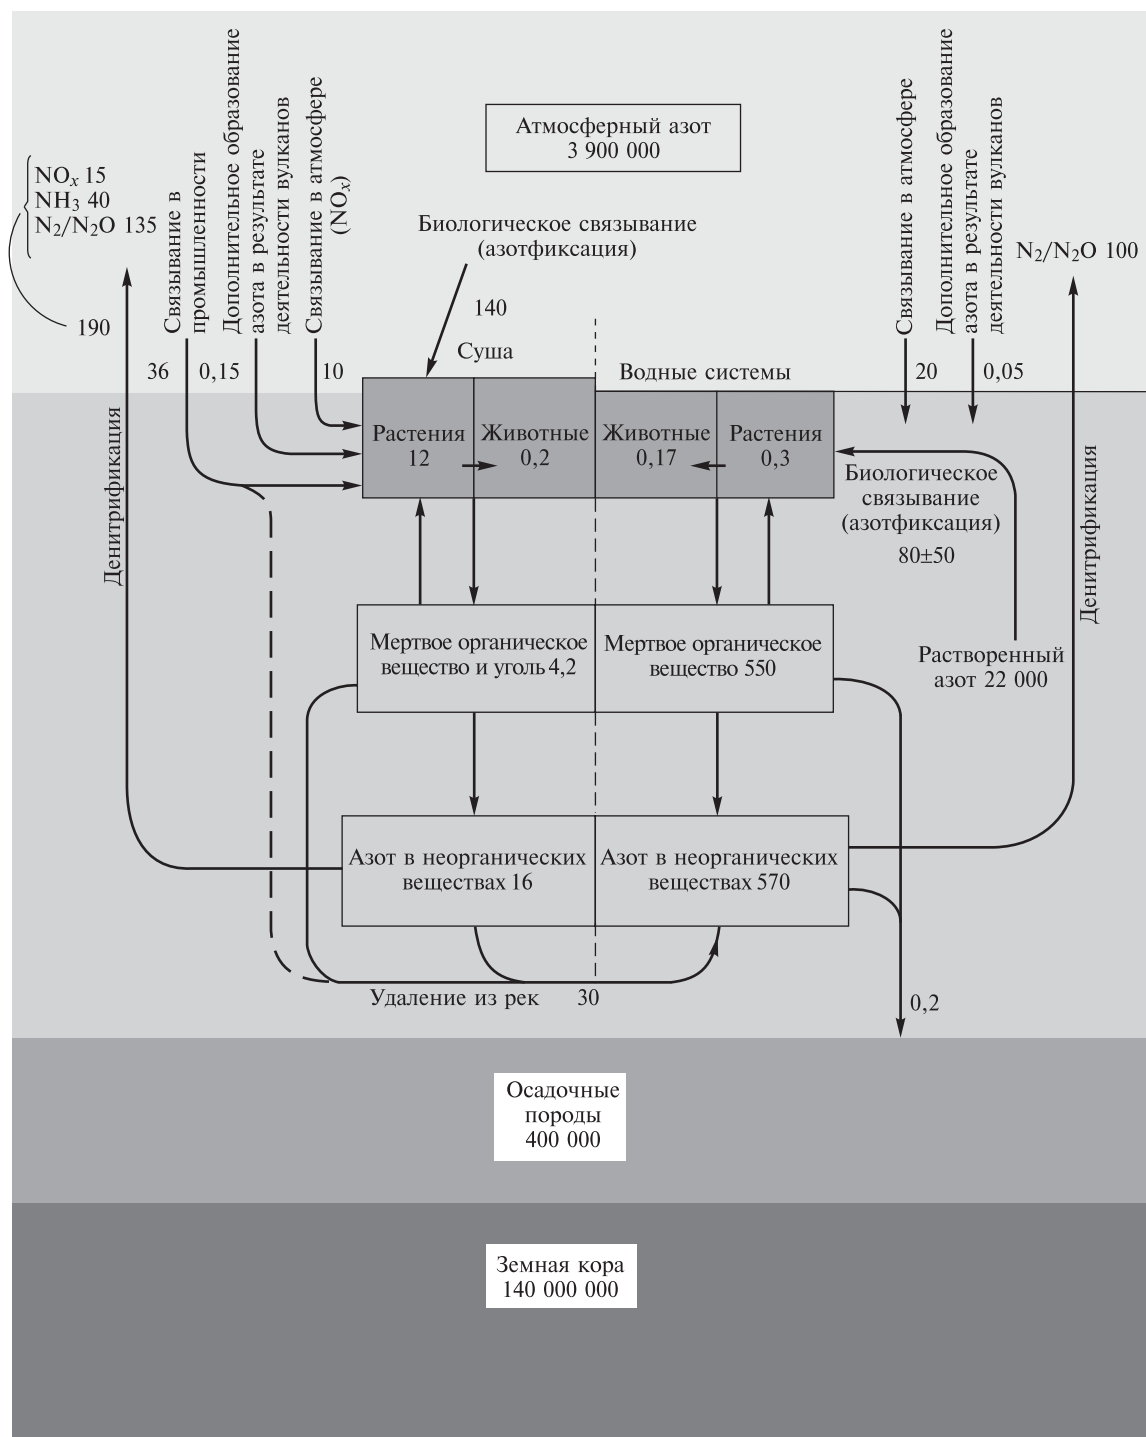 Атмосферный азот
3 900 000
NOx 15
NH3 40
N2/N2O 135
190
Связывание в
промышленности
36
Дополнительное образование
азота в результате
деятельности вулканов
0,15
Связывание в атмосфере
(NOx)
10
Биологическое связывание
(азотфиксация)
140
Связывание в атмосфере
20
Дополнительное образование
азота в результате
деятельности вулканов
0,05
N2/N2O 100
Суша
Водные системы
Растения
12
Животные
0,2
Животные
0,17
Растения
0,3
Денитрификация
Биологическое
связывание
(азотфиксация)
80±50
Денитрификация
Мертвое органическое
вещество и уголь 4,2
Мертвое органическое
вещество 550
Растворенный
азот 22 000
Азот в неорганических
веществах 16
Азот в неорганических
веществах 570
Удаление из рек 30
0,2
Осадочные
породы
400 000
Земная кора
140 000 000